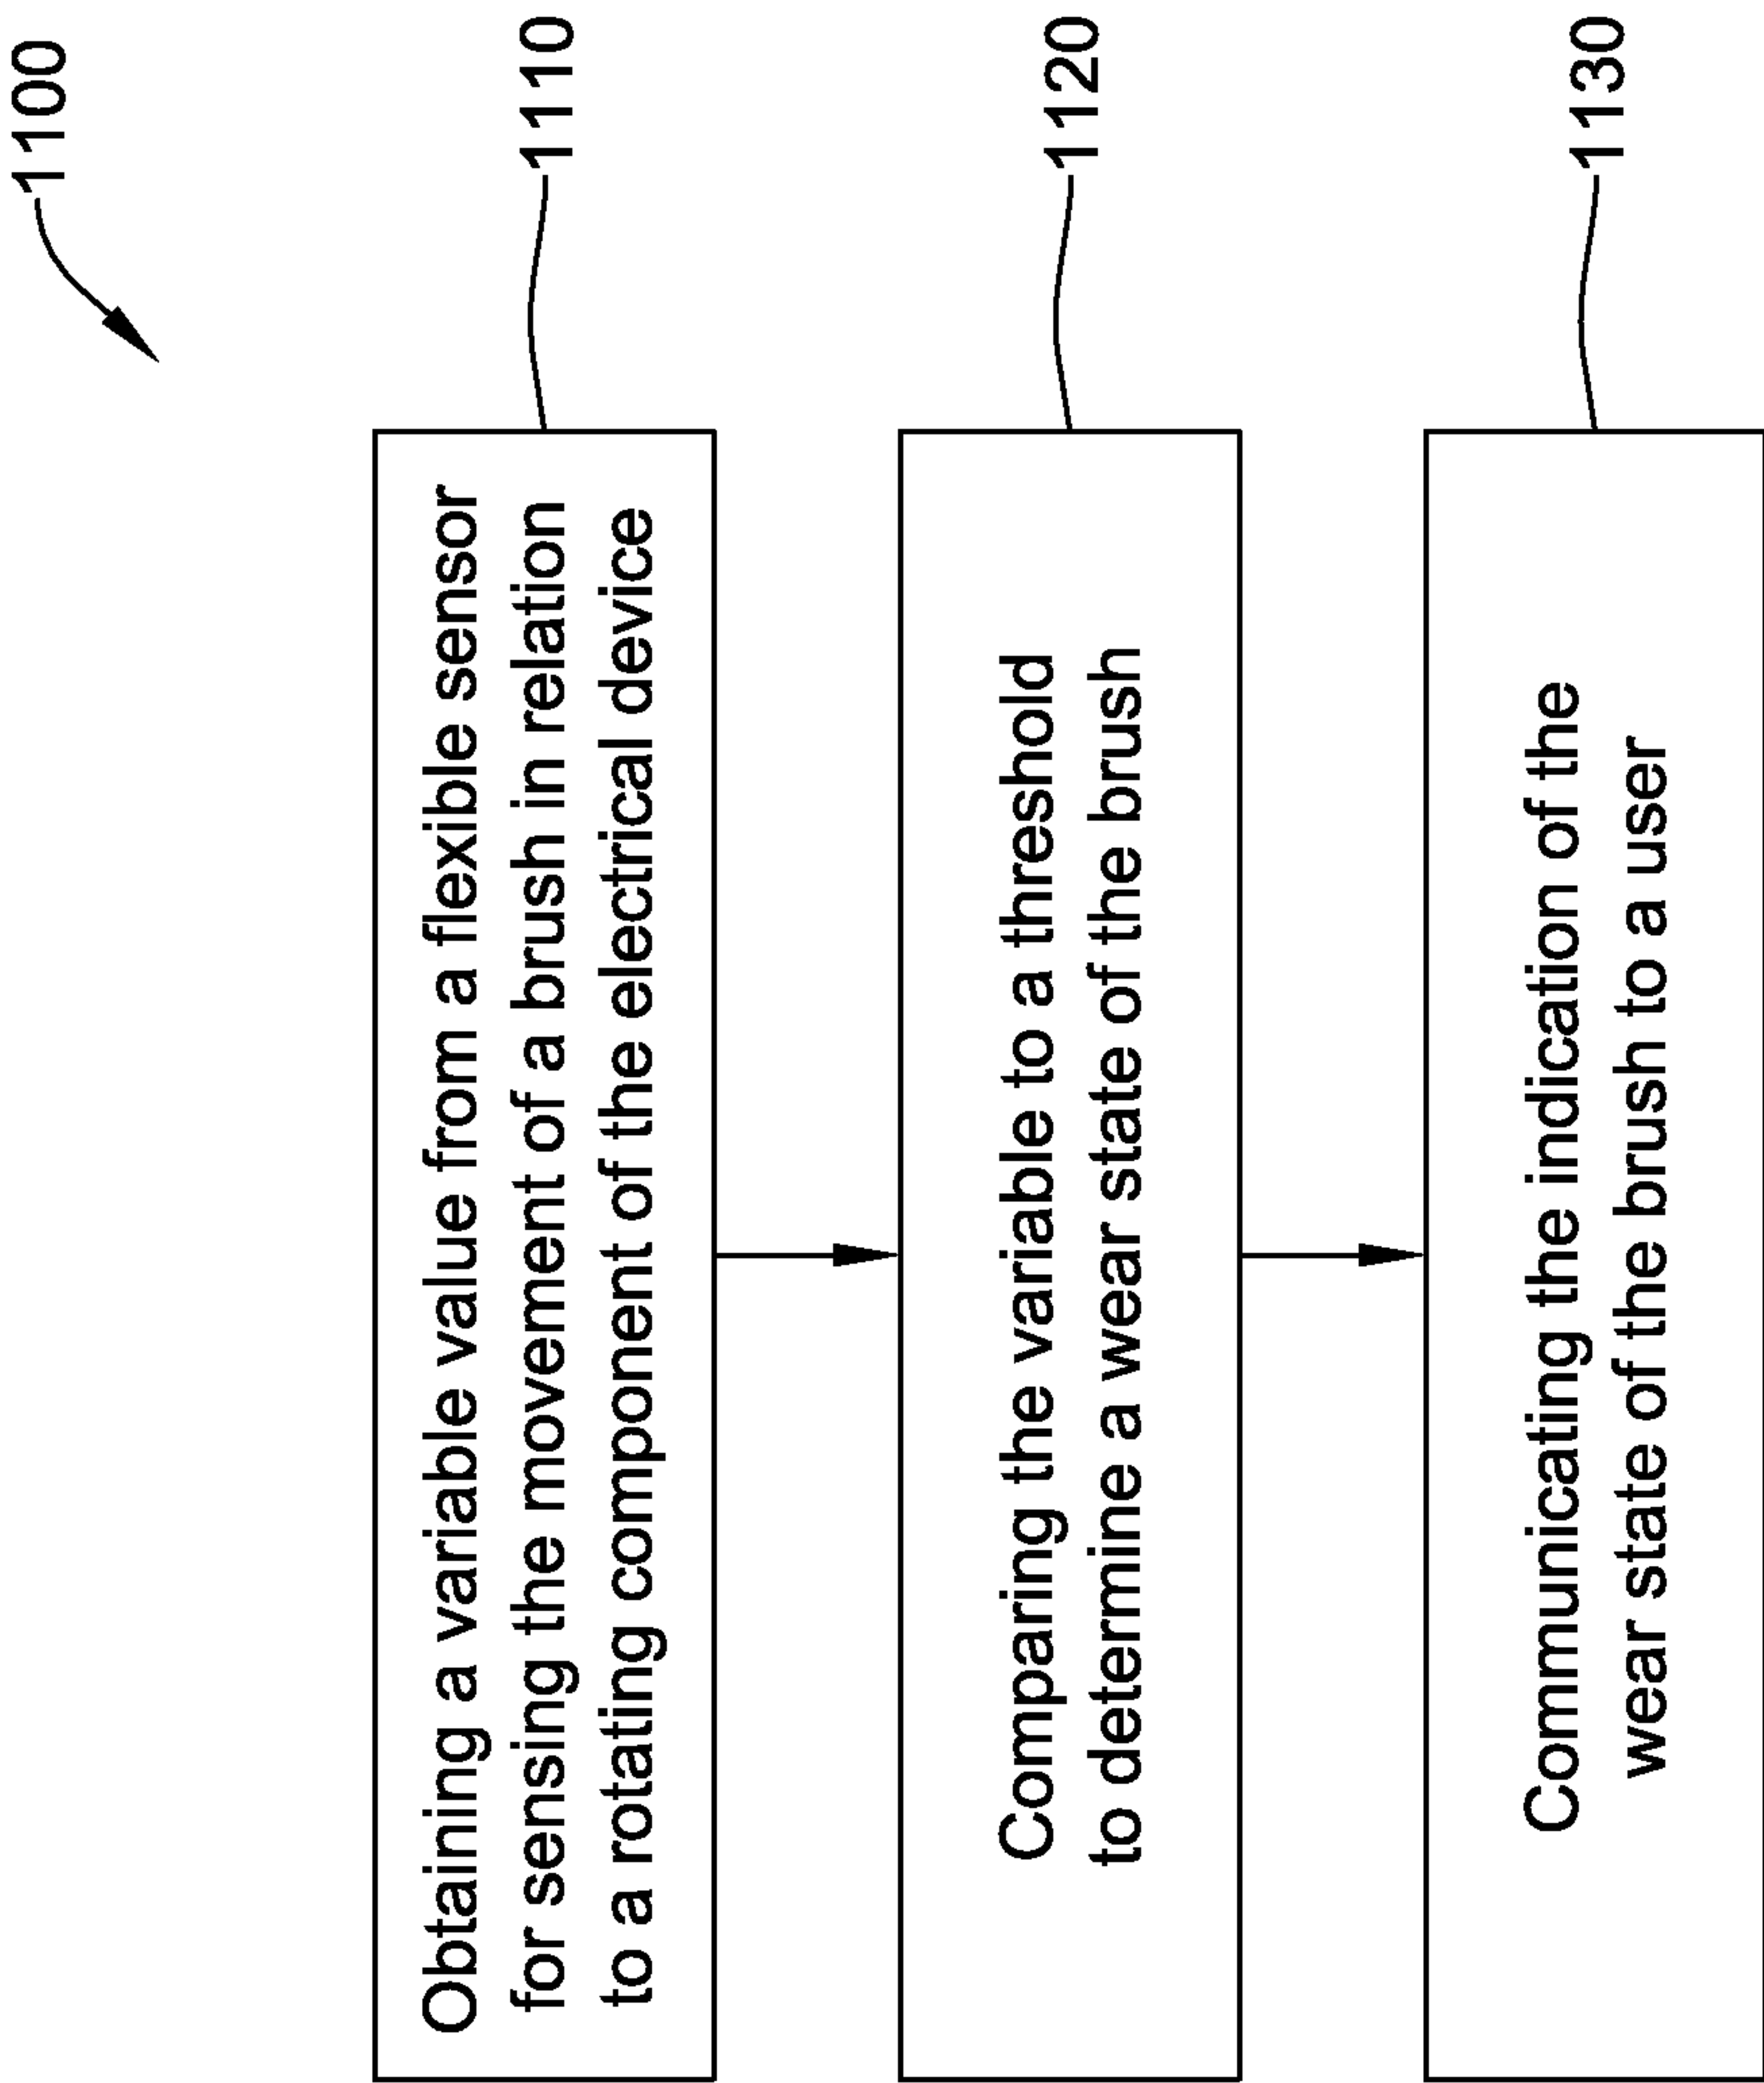 1100
Obtaining a variable value from a flexible sensor
for sensing the movement of a brush in relation
to a rotating component of the electrical device
1110
Comparing the variable to a threshold
to determine a wear state of the brush
1120
Communicating the indication of the
wear state of the brush to a user
1130